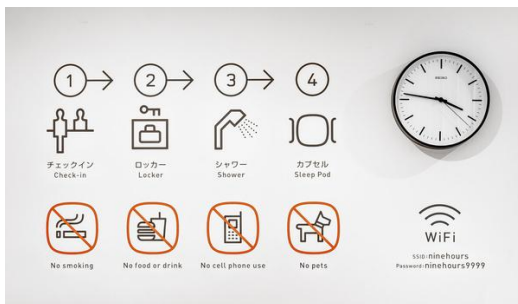 1
2
3
4
SEIKO
チェックイン
Check-in
ロッカー
Locker
シャワー
Shower
カプセル
Sleep Pod
No smoking
No food or drink
No cell phone use
No pets
WiFi
SSID:ninehours
Password:ninehours9999